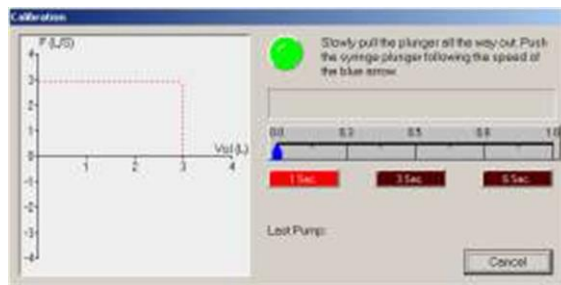 Calibration
F (L/S)
4
3
2
1
0
-1
-2
-3
-4
1 2 3 4
Vol (L)
Slowly pull the plunger all the way out. Push
the syringe plunger following the speed of
the blue arrow.
0.0 0.3 0.5 0.8 1.0
1 Sec. 3 Sec. 6 Sec.
Last Pump:
Cancel